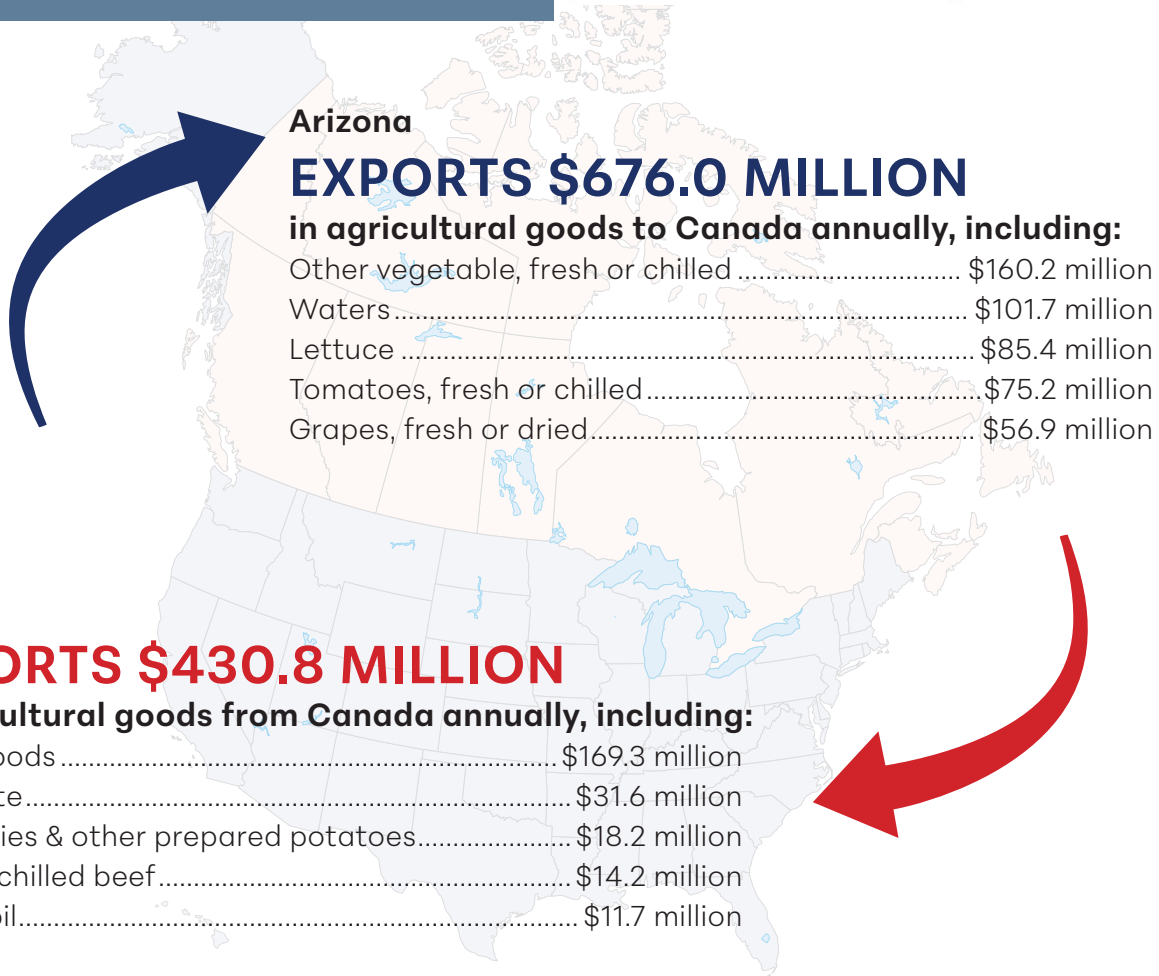 Arizona
EXPORTS $676.0 MILLION
in agricultural goods to Canada annually, including:
Other vegetable, fresh or chilled ............................. $160.2 million
Waters ............................................................................ $101.7 million
Lettuce ........................................................................... $85.4 million
Tomatoes, fresh or chilled ............................................ $75.2 million
Grapes, fresh or dried .................................................. $56.9 million
ORTS $430.8 MILLION
ultural goods from Canada annually, including:
oods ................................................................. $169.3 million
te ........................................................................ $31.6 million
ies & other prepared potatoes .................... $18.2 million
chilled beef ...................................................... $14.2 million
il ......................................................................... $11.7 million